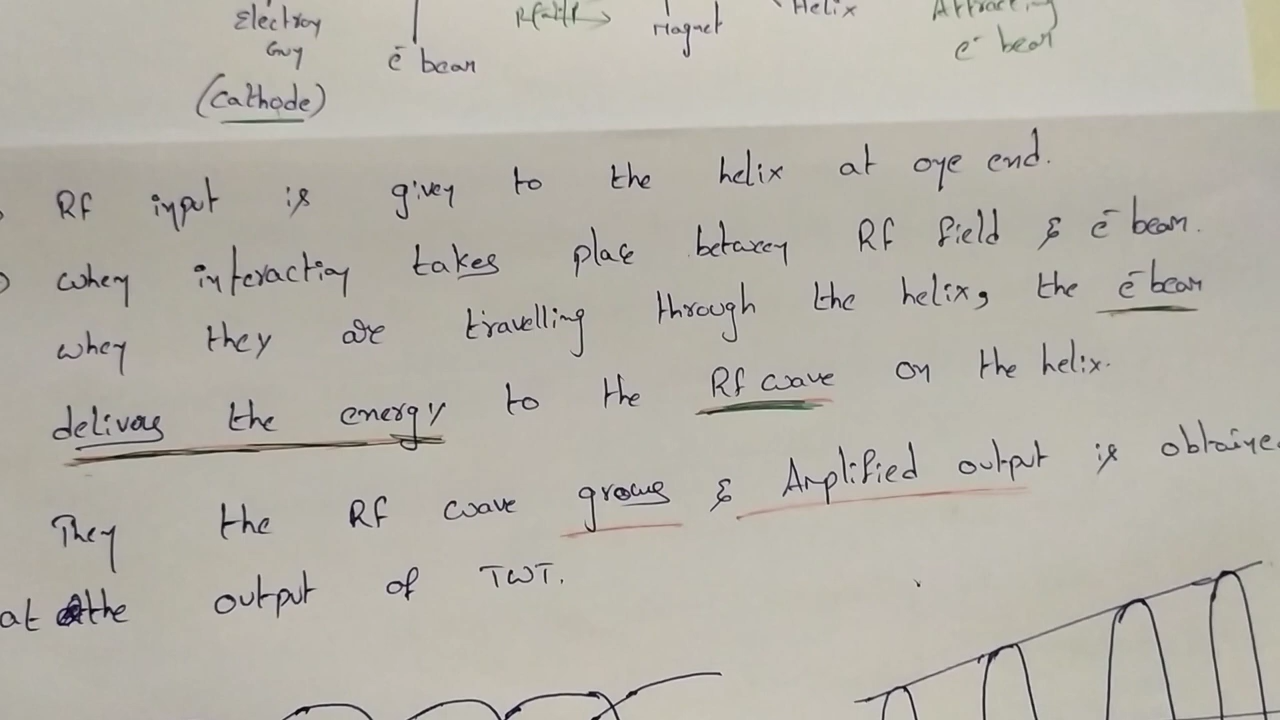 Electron
Gun
(Cathode)
e⁻ beam
RF I/P
Magnet
Helix
Attracting
e⁻ beam
RF input is given to the helix at one end.
when interaction takes place between RF field & e⁻ beam.
when they are travelling through the helix, the e⁻ beam
delivers the energy to the RF wave on the helix.
Then the RF wave grows & Amplified output is obtaine
at the output of TWT.